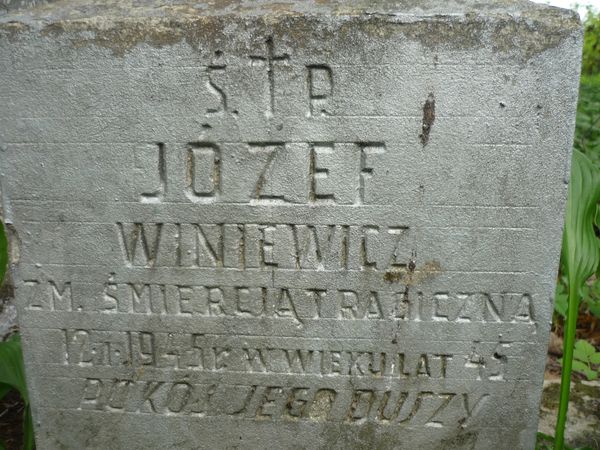 Ś. † P.
JÓZEF
WINIEWICZ
ZM. ŚMIERCIĄ TRAGICZNĄ
12.I.1945 r. W WIEKU LAT 45
POKÓJ JEGO DUSZY